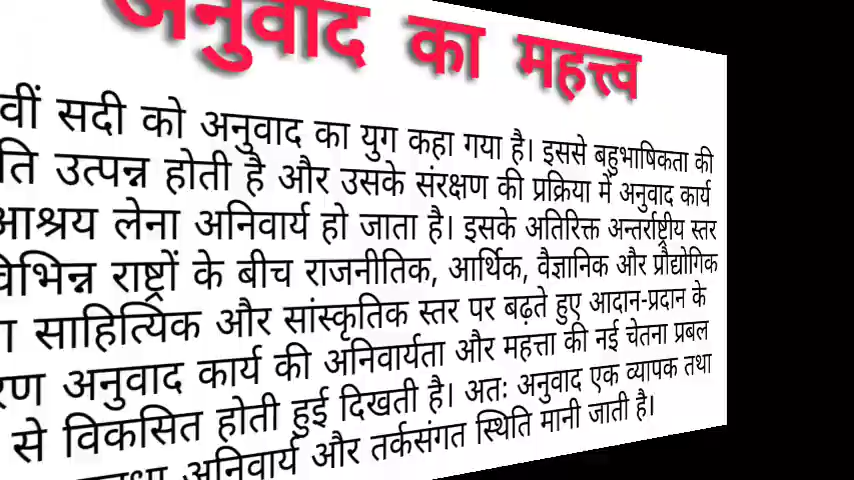 अनुवाद का महत्त्व
वीं सदी को अनुवाद का युग कहा गया है। इससे बहुभाषिकता की
ति उत्पन्न होती है और उसके संरक्षण की प्रक्रिया में अनुवाद कार्य
आश्रय लेना अनिवार्य हो जाता है। इसके अतिरिक्त अन्तर्राष्ट्रीय स्तर
विभिन्न राष्ट्रों के बीच राजनीतिक, आर्थिक, वैज्ञानिक और प्रौद्योगिक
साहित्यिक और सांस्कृतिक स्तर पर बढ़ते हुए आदान-प्रदान के
रण अनुवाद कार्य की अनिवार्यता और महत्ता की नई चेतना प्रबल
से विकसित होती हुई दिखती है। अतः अनुवाद एक व्यापक तथा
अनिवार्य और तर्कसंगत स्थिति मानी जाती है।